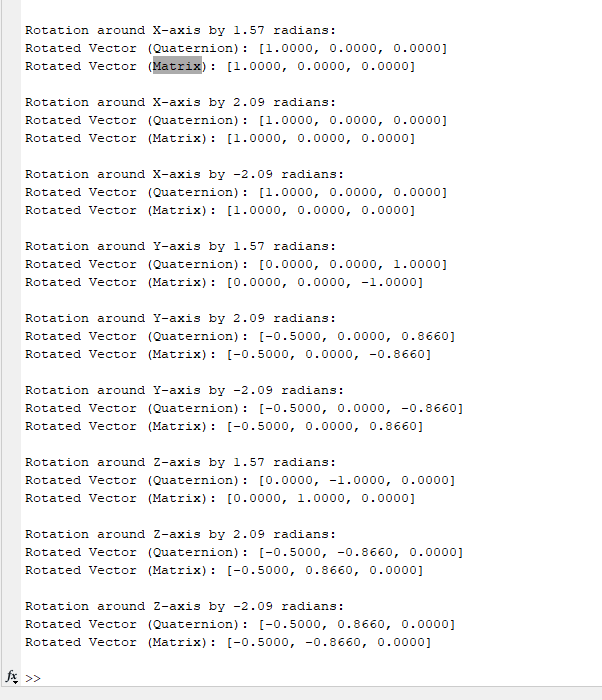 Rotation around X-axis by 1.57 radians:
Rotated Vector (Quaternion): [1.0000, 0.0000, 0.0000]
Rotated Vector (Matrix): [1.0000, 0.0000, 0.0000]
Rotation around X-axis by 2.09 radians:
Rotated Vector (Quaternion): [1.0000, 0.0000, 0.0000]
Rotated Vector (Matrix): [1.0000, 0.0000, 0.0000]
Rotation around X-axis by -2.09 radians:
Rotated Vector (Quaternion): [1.0000, 0.0000, 0.0000]
Rotated Vector (Matrix): [1.0000, 0.0000, 0.0000]
Rotation around Y-axis by 1.57 radians:
Rotated Vector (Quaternion): [0.0000, 0.0000, 1.0000]
Rotated Vector (Matrix): [0.0000, 0.0000, -1.0000]
Rotation around Y-axis by 2.09 radians:
Rotated Vector (Quaternion): [-0.5000, 0.0000, 0.8660]
Rotated Vector (Matrix): [-0.5000, 0.0000, -0.8660]
Rotation around Y-axis by -2.09 radians:
Rotated Vector (Quaternion): [-0.5000, 0.0000, -0.8660]
Rotated Vector (Matrix): [-0.5000, 0.0000, 0.8660]
Rotation around Z-axis by 1.57 radians:
Rotated Vector (Quaternion): [0.0000, -1.0000, 0.0000]
Rotated Vector (Matrix): [0.0000, 1.0000, 0.0000]
Rotation around Z-axis by 2.09 radians:
Rotated Vector (Quaternion): [-0.5000, -0.8660, 0.0000]
Rotated Vector (Matrix): [-0.5000, 0.8660, 0.0000]
Rotation around Z-axis by -2.09 radians:
Rotated Vector (Quaternion): [-0.5000, 0.8660, 0.0000]
Rotated Vector (Matrix): [-0.5000, -0.8660, 0.0000]
fx >>